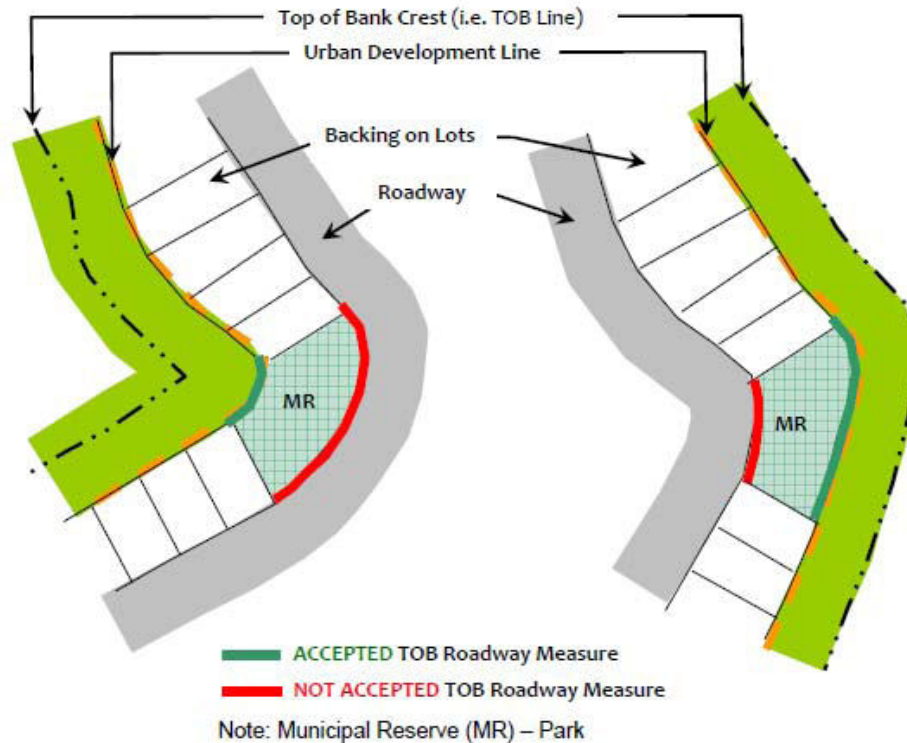 Top of Bank Crest (i.e. TOB Line)
Urban Development Line
Backing on Lots
Roadway
MR
MR
ACCEPTED TOB Roadway Measure
NOT ACCEPTED TOB Roadway Measure
Note: Municipal Reserve (MR) – Park